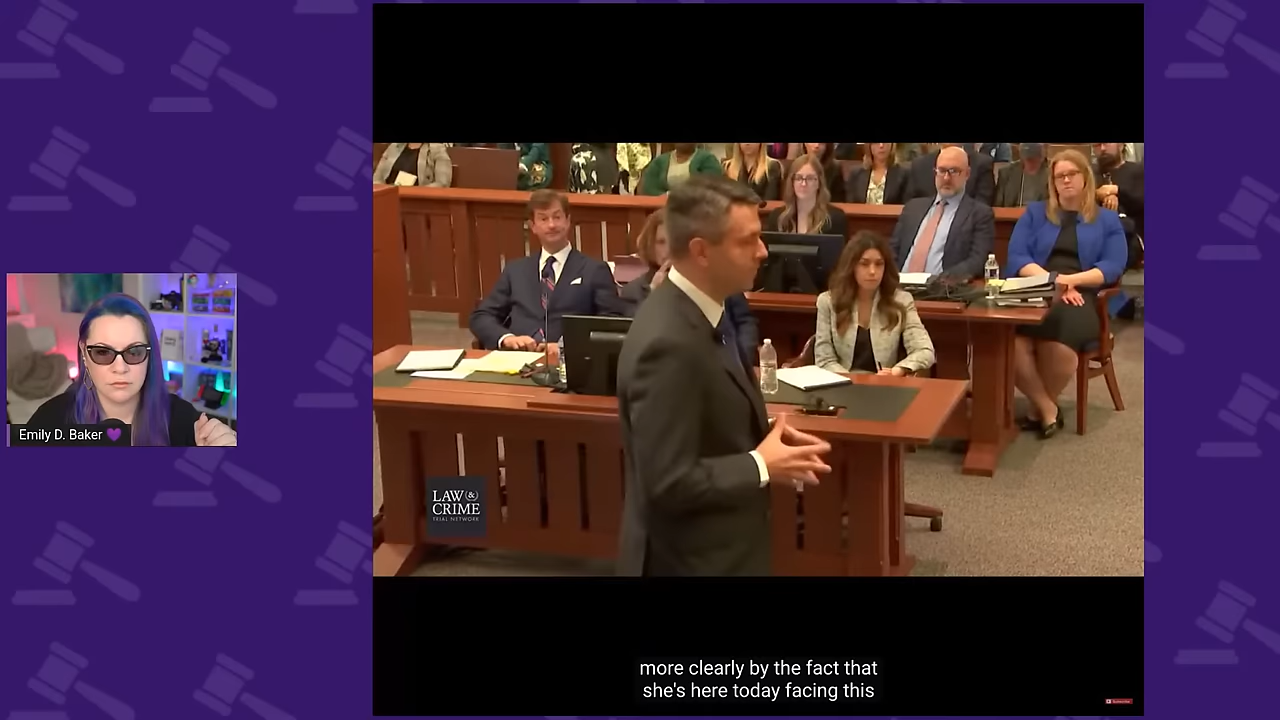 Emily D. Baker 💜
LAW &
CRIME
TRIAL NETWORK
more clearly by the fact that
she's here today facing this